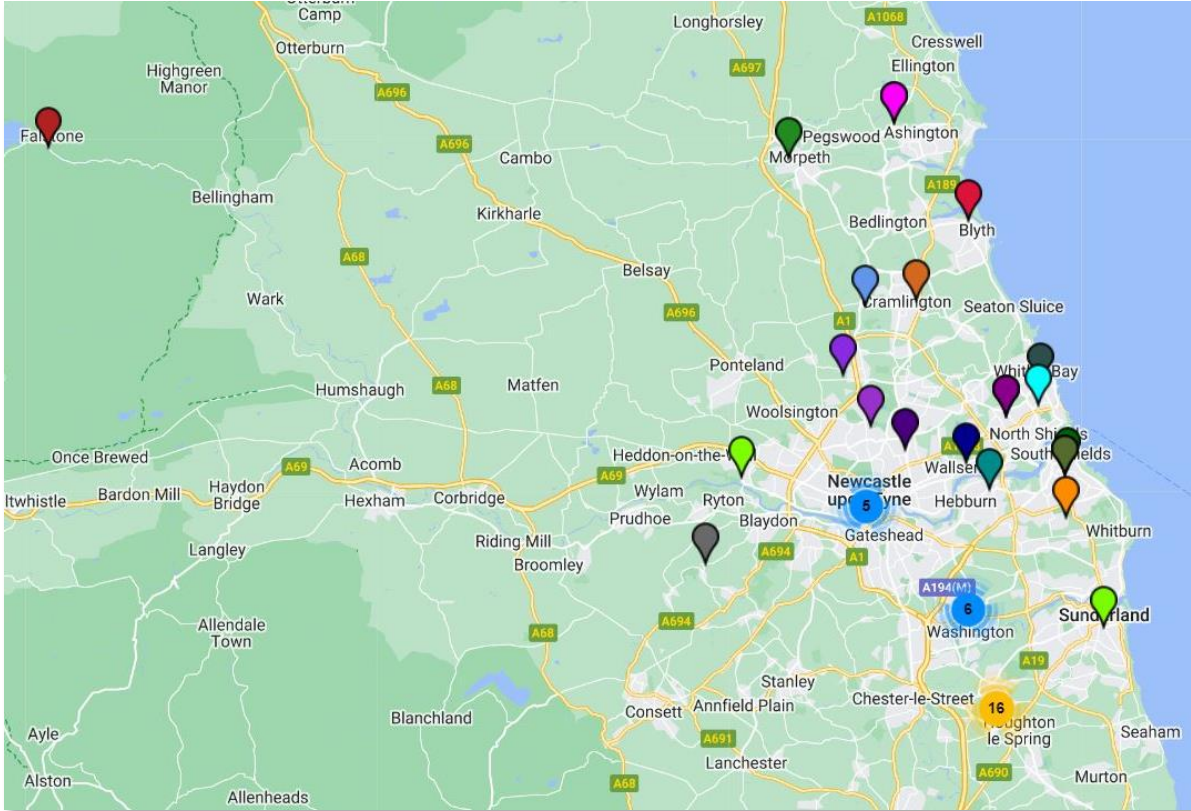 Otterburn
Camp
Longhorsley
A1068
Cresswell
Otterburn
Ellington
Highgreen
Manor
A697
A696
Pegswood
Ashington
A696
Cambo
Morpeth
Bellingham
A189
Kirkharle
Bedlington
Blyth
A68
Belsay
Wark
Cramlington
Seaton Sluice
A696
A1
Ponteland
Humshaugh
A68
Matfen
Woolsington
Once Brewed
A69
Acomb
Heddon-on-the-
A69
North
Haydon
Bridge
Bardon Mill
ltwhistle
Hexham
Corbridge
Wylam
Ryton
Newcastle
Hebburn
Prudhoe
Blaydon
5
Whitburn
Langley
Riding Mill
Broomley
A694
Gateshead
A1
A194(M)
6
Allendale
Town
A68
A694
Washington
Sunderland
A19
Stanley
Chester-le-Street
Blanchland
Consett
Annfield Plain
16
le Spring
Ayle
A691
Seaham
Lanchester
A690
Alston
A68
Murton
Allenheads